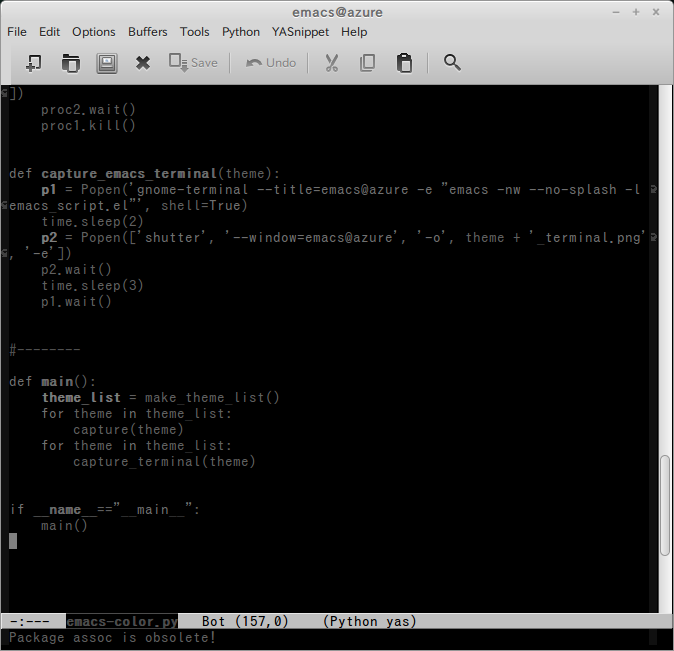 emacs@azure
File Edit Options Buffers Tools Python YASnippet Help
Save Undo
])
    proc2.wait()
    proc1.kill()
def capture_emacs_terminal(theme):
    p1 = Popen('gnome-terminal --title=emacs@azure -e "emacs -nw --no-splash -l
emacs_script.el"', shell=True)
    time.sleep(2)
    p2 = Popen(['shutter', '--window=emacs@azure', '-o', theme + '_terminal.png'
, '-e'])
    p2.wait()
    time.sleep(3)
    p1.wait()
#--------
def main():
    theme_list = make_theme_list()
    for theme in theme_list:
        capture(theme)
    for theme in theme_list:
        capture_terminal(theme)
if __name__=="__main__":
    main()
-:--- emacs-color.py Bot (157,0) (Python yas)
Package assoc is obsolete!